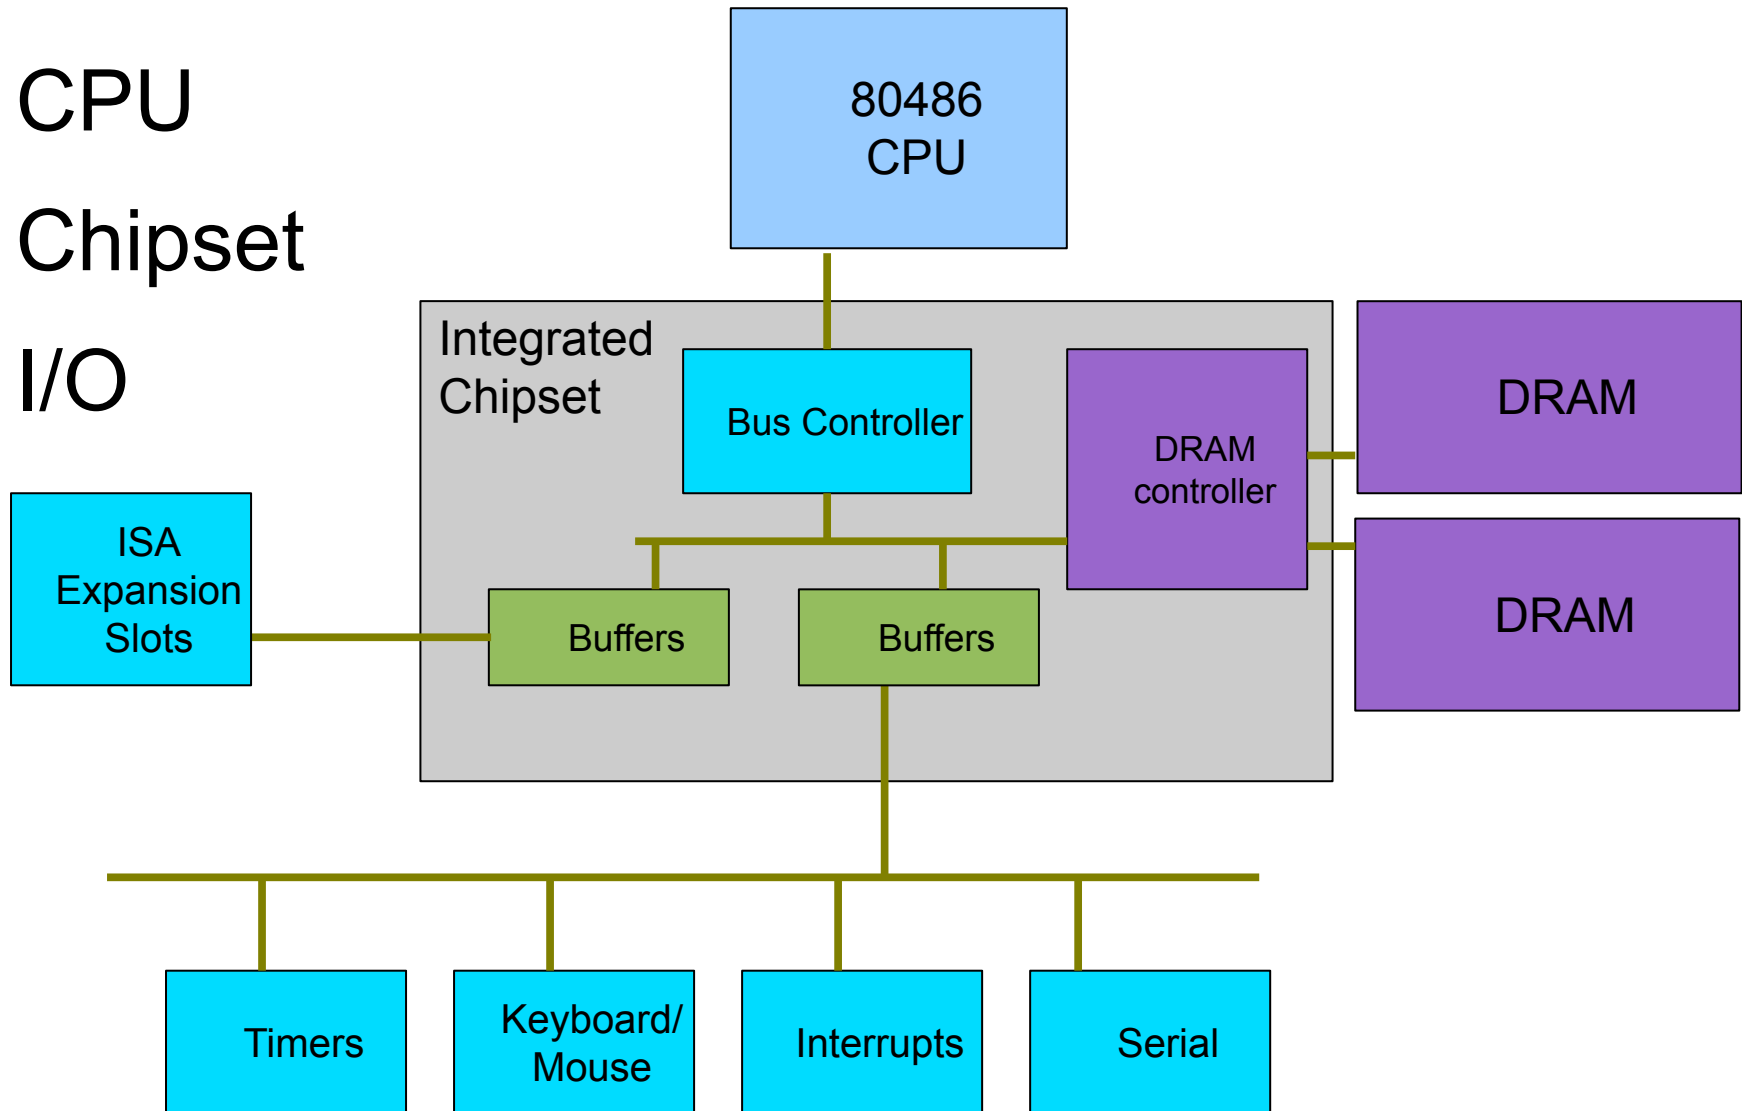 CPU
Chipset
I/O
80486
CPU
Integrated
Chipset
Bus Controller
DRAM
controller
DRAM
DRAM
ISA
Expansion
Slots
Buffers
Buffers
Timers
Keyboard/
Mouse
Interrupts
Serial